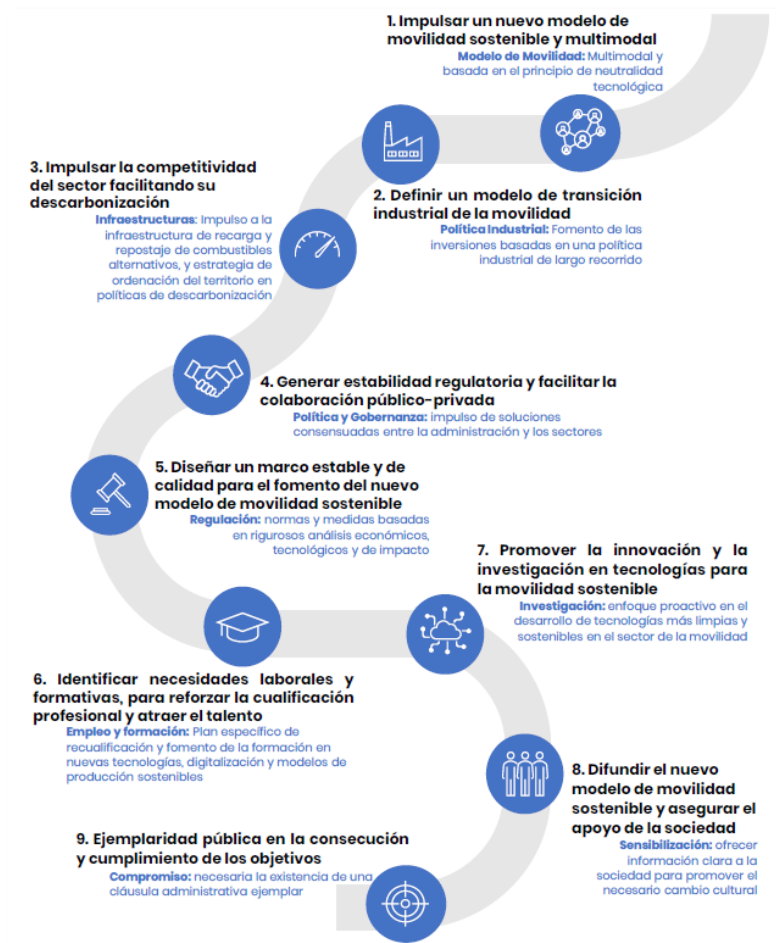 1. Impulsar un nuevo modelo de
movilidad sostenible y multimodal
Modelo de Movilidad: Multimodal y
basada en el principio de neutralidad
tecnológica
2. Definir un modelo de transición
industrial de la movilidad
Política Industrial: Fomento de las
inversiones basadas en una política
industrial de largo recorrido
3. Impulsar la competitividad
del sector facilitando su
descarbonización
Infraestructuras: Impulso a la
infraestructura de recarga y
repostaje de combustibles
alternativos, y estrategia de
ordenación del territorio en
políticas de descarbonización
4. Generar estabilidad regulatoria y facilitar la
colaboración público-privada
Política y Gobernanza: impulso de soluciones
consensuadas entre la administración y los sectores
5. Diseñar un marco estable y de
calidad para el fomento del nuevo
modelo de movilidad sostenible
Regulación: normas y medidas basadas
en rigurosos análisis económicos,
tecnológicos y de impacto
6. Identificar necesidades laborales y
formativas, para reforzar la cualificación
profesional y atraer el talento
Empleo y formación: Plan específico de
recualificación y fomento de la formación en
nuevas tecnologías, digitalización y modelos de
producción sostenibles
7. Promover la innovación y la
investigación en tecnologías para
la movilidad sostenible
Investigación: enfoque proactivo en el
desarrollo de tecnologías más limpias y
sostenibles en el sector de la movilidad
8. Difundir el nuevo
modelo de movilidad
sostenible y asegurar el
apoyo de la sociedad
Sensibilización: ofrecer
información clara a la
sociedad para promover el
necesario cambio cultural
9. Ejemplaridad pública en la consecución
y cumplimiento de los objetivos
Compromiso: necesaria la existencia de una
cláusula administrativa ejemplar